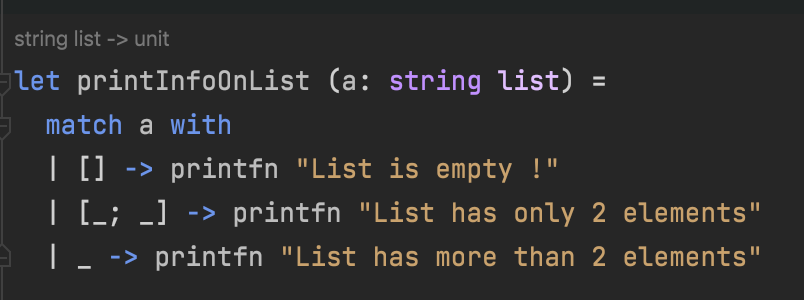 string list -> unit
let printInfoOnList (a: string list) =
  match a with
  | [] -> printfn "List is empty !"
  | [_; _] -> printfn "List has only 2 elements"
  | _ -> printfn "List has more than 2 elements"